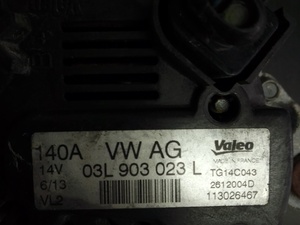 140A VW AG
Valeo
MADE IN FRANCE
14V 03L 903 023 L
TG14C043
6/13
2612004D
VL2
113026467